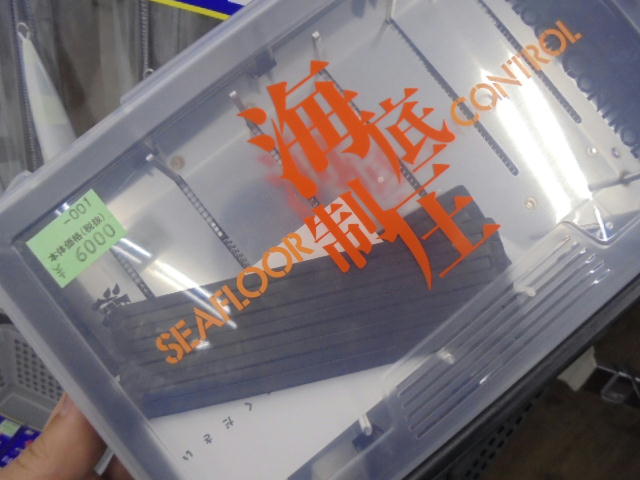 海底
制圧
SEAFLOOR CONTROL
-001
本体価格(税抜)
¥6000